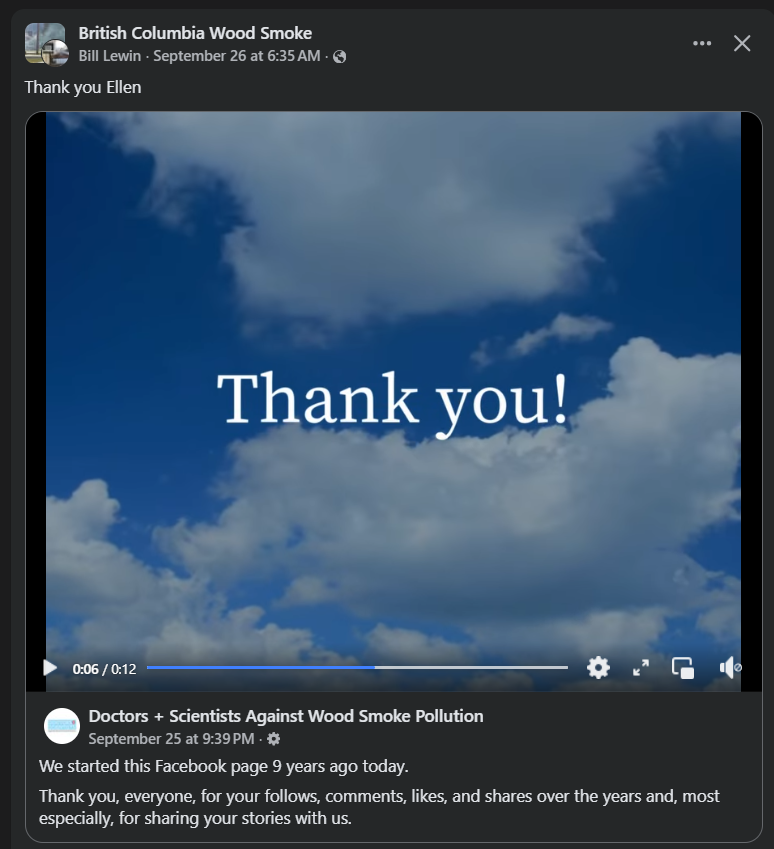 British Columbia Wood Smoke
Bill Lewin · September 26 at 6:35 AM ·
Thank you Ellen
Thank you!
0:06 / 0:12
Doctors + Scientists Against Wood Smoke Pollution
September 25 at 9:39 PM ·
We started this Facebook page 9 years ago today.
Thank you, everyone, for your follows, comments, likes, and shares over the years and, most
especially, for sharing your stories with us.